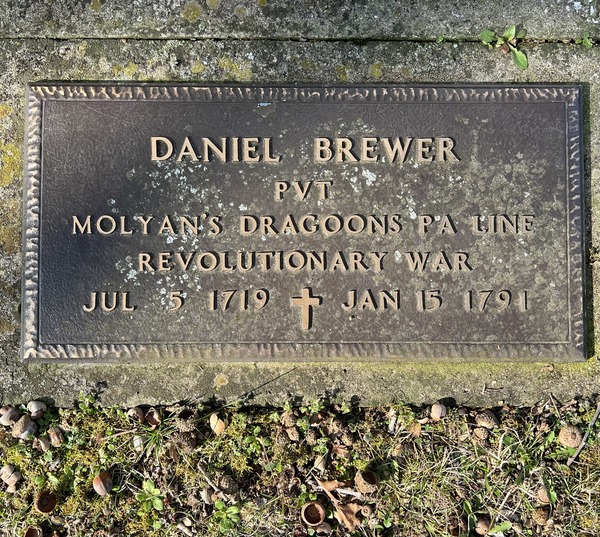 DANIEL BREWER
PVT
MOLYAN'S DRAGOONS PA LINE
REVOLUTIONARY WAR
JUL 5 1719 JAN 15 1791